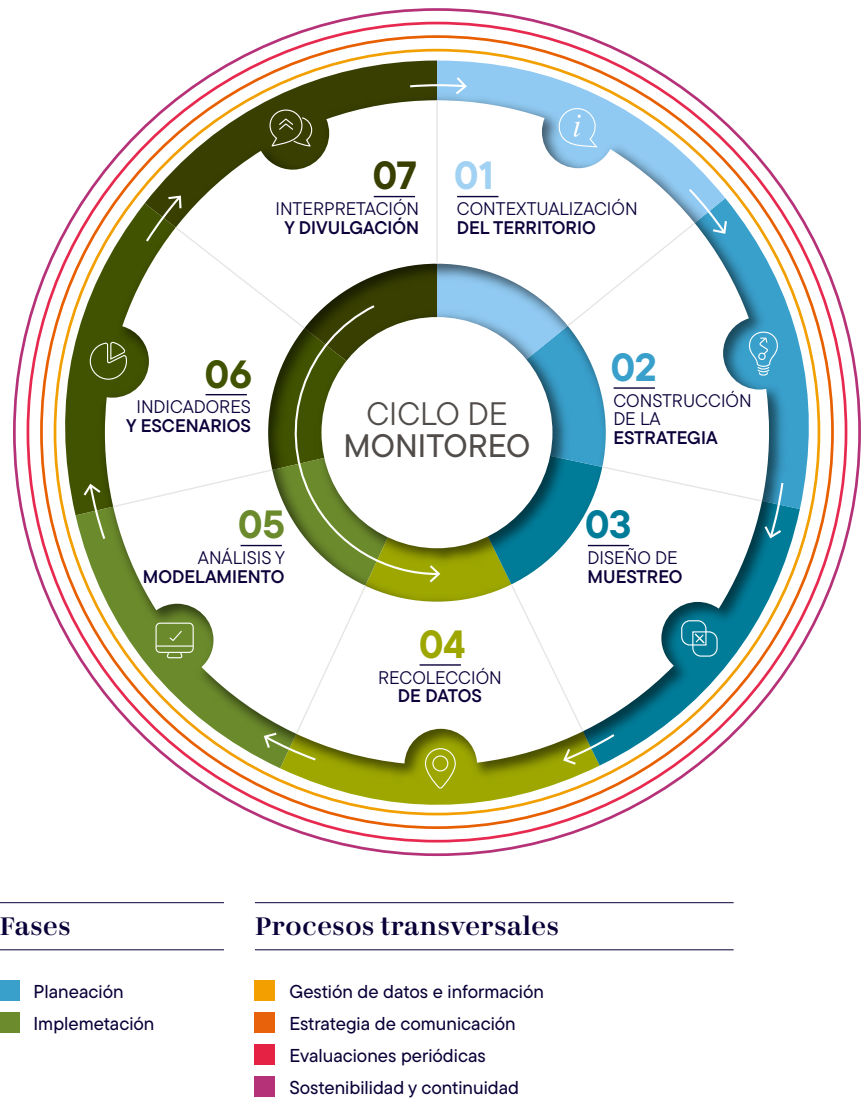 01
CONTEXTUALIZACIÓN
DEL TERRITORIO
02
CONSTRUCCIÓN
DE LA
ESTRATEGIA
03
DISEÑO DE
MUESTREO
04
RECOLECCIÓN
DE DATOS
05
ANÁLISIS Y
MODELAMIENTO
06
INDICADORES
Y ESCENARIOS
07
INTERPRETACIÓN
Y DIVULGACIÓN
CICLO DE
MONITOREO
i
Fases
Planeación
Implemetación
Procesos transversales
Gestión de datos e información
Estrategia de comunicación
Evaluaciones periódicas
Sostenibilidad y continuidad